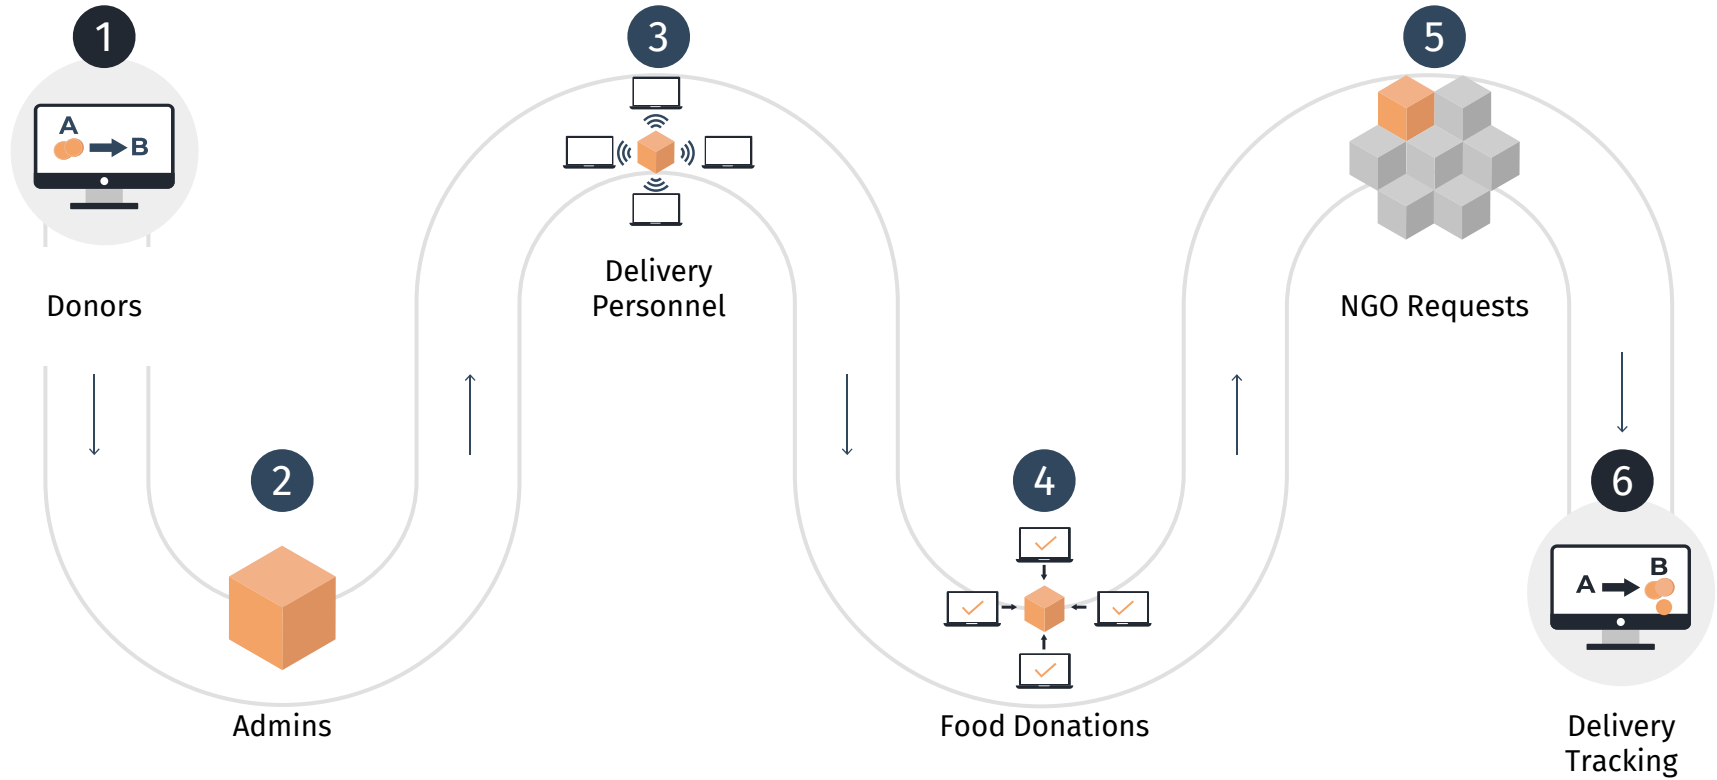 1
A
B
Donors
2
Admins
3
Delivery
Personnel
4
Food Donations
5
NGO Requests
6
A
B
Delivery
Tracking